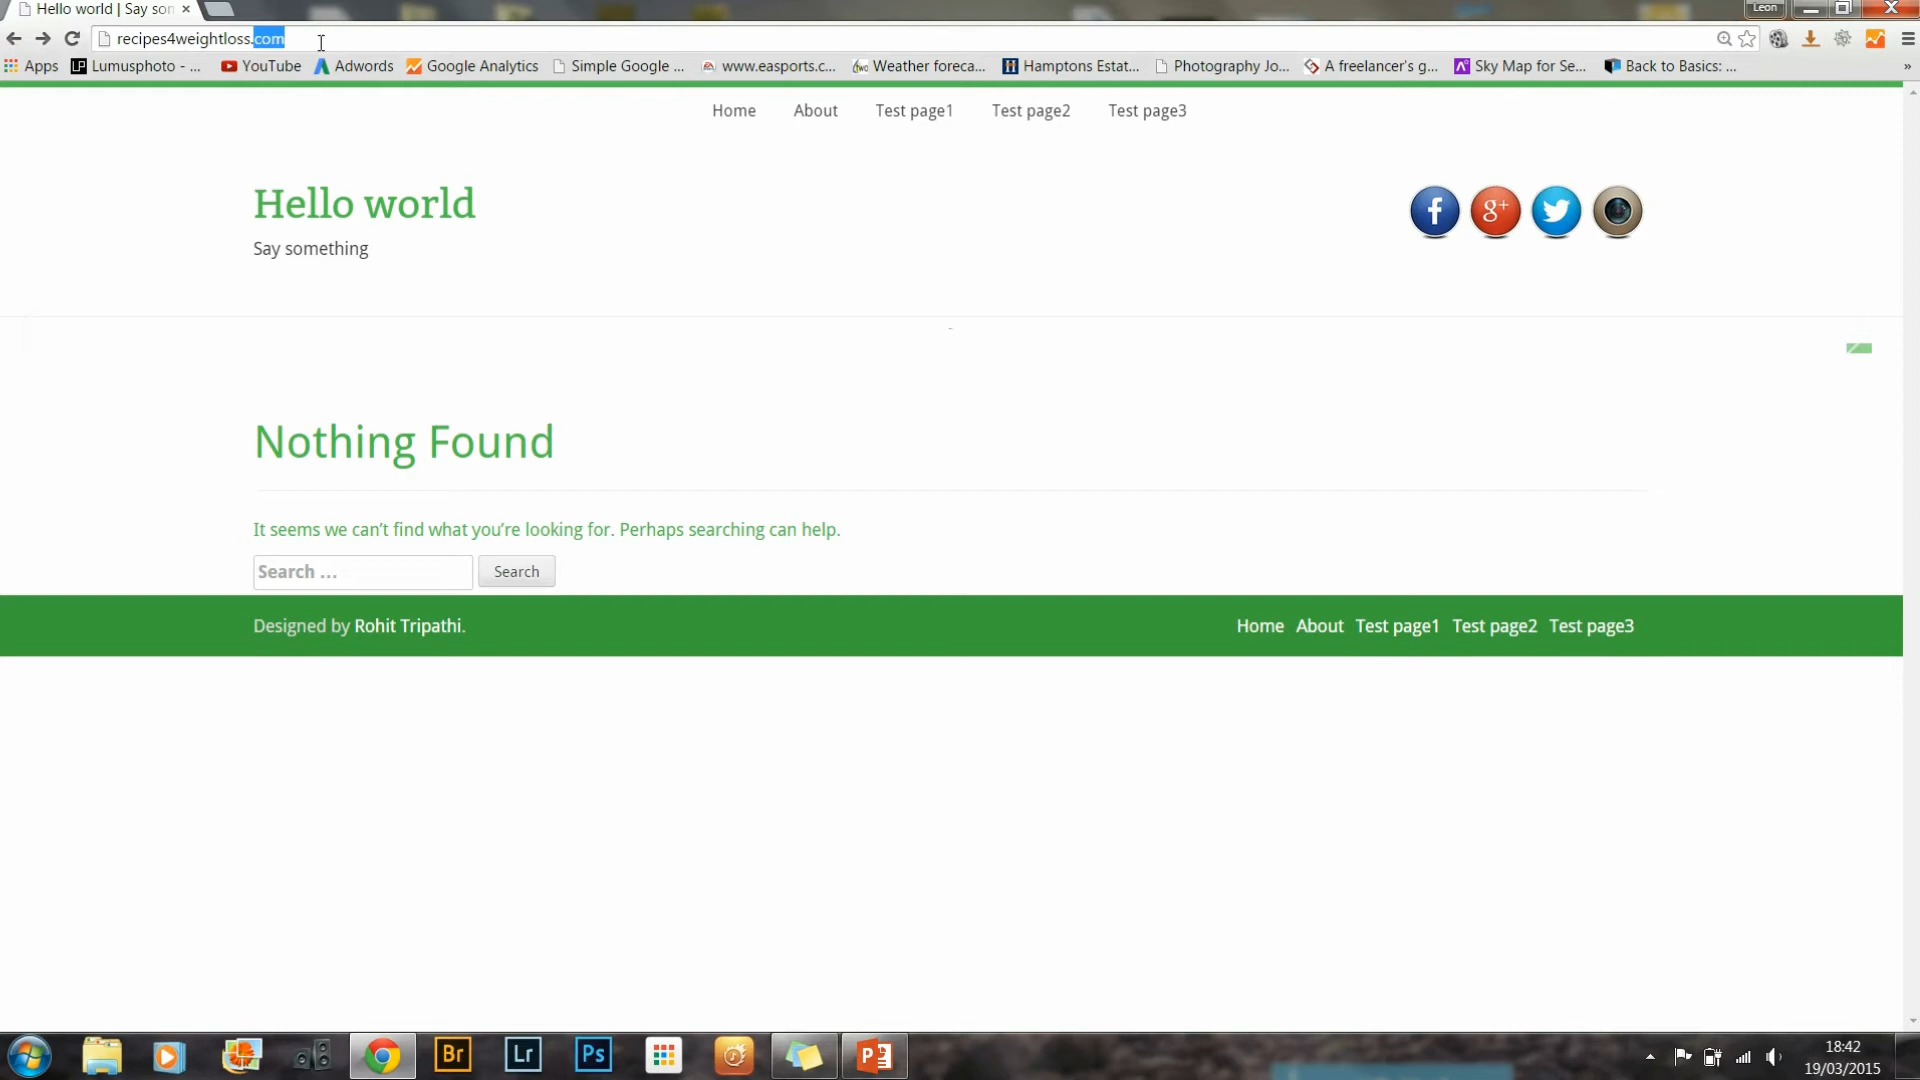 Hello world | Say son
Leon
recipes4weightloss.com
Apps Lumusphoto - ... YouTube Adwords Google Analytics Simple Google ... www.easports.c... Weather foreca... Hamptons Estat... Photography Jo... A freelancer's g... Sky Map for Se... Back to Basics: ... »
Home About Test page1 Test page2 Test page3
Hello world
Say something
Nothing Found
It seems we can't find what you're looking for. Perhaps searching can help.
Search ... Search
Designed by Rohit Tripathi. Home About Test page1 Test page2 Test page3
Br Lr Ps
18:42
19/03/2015